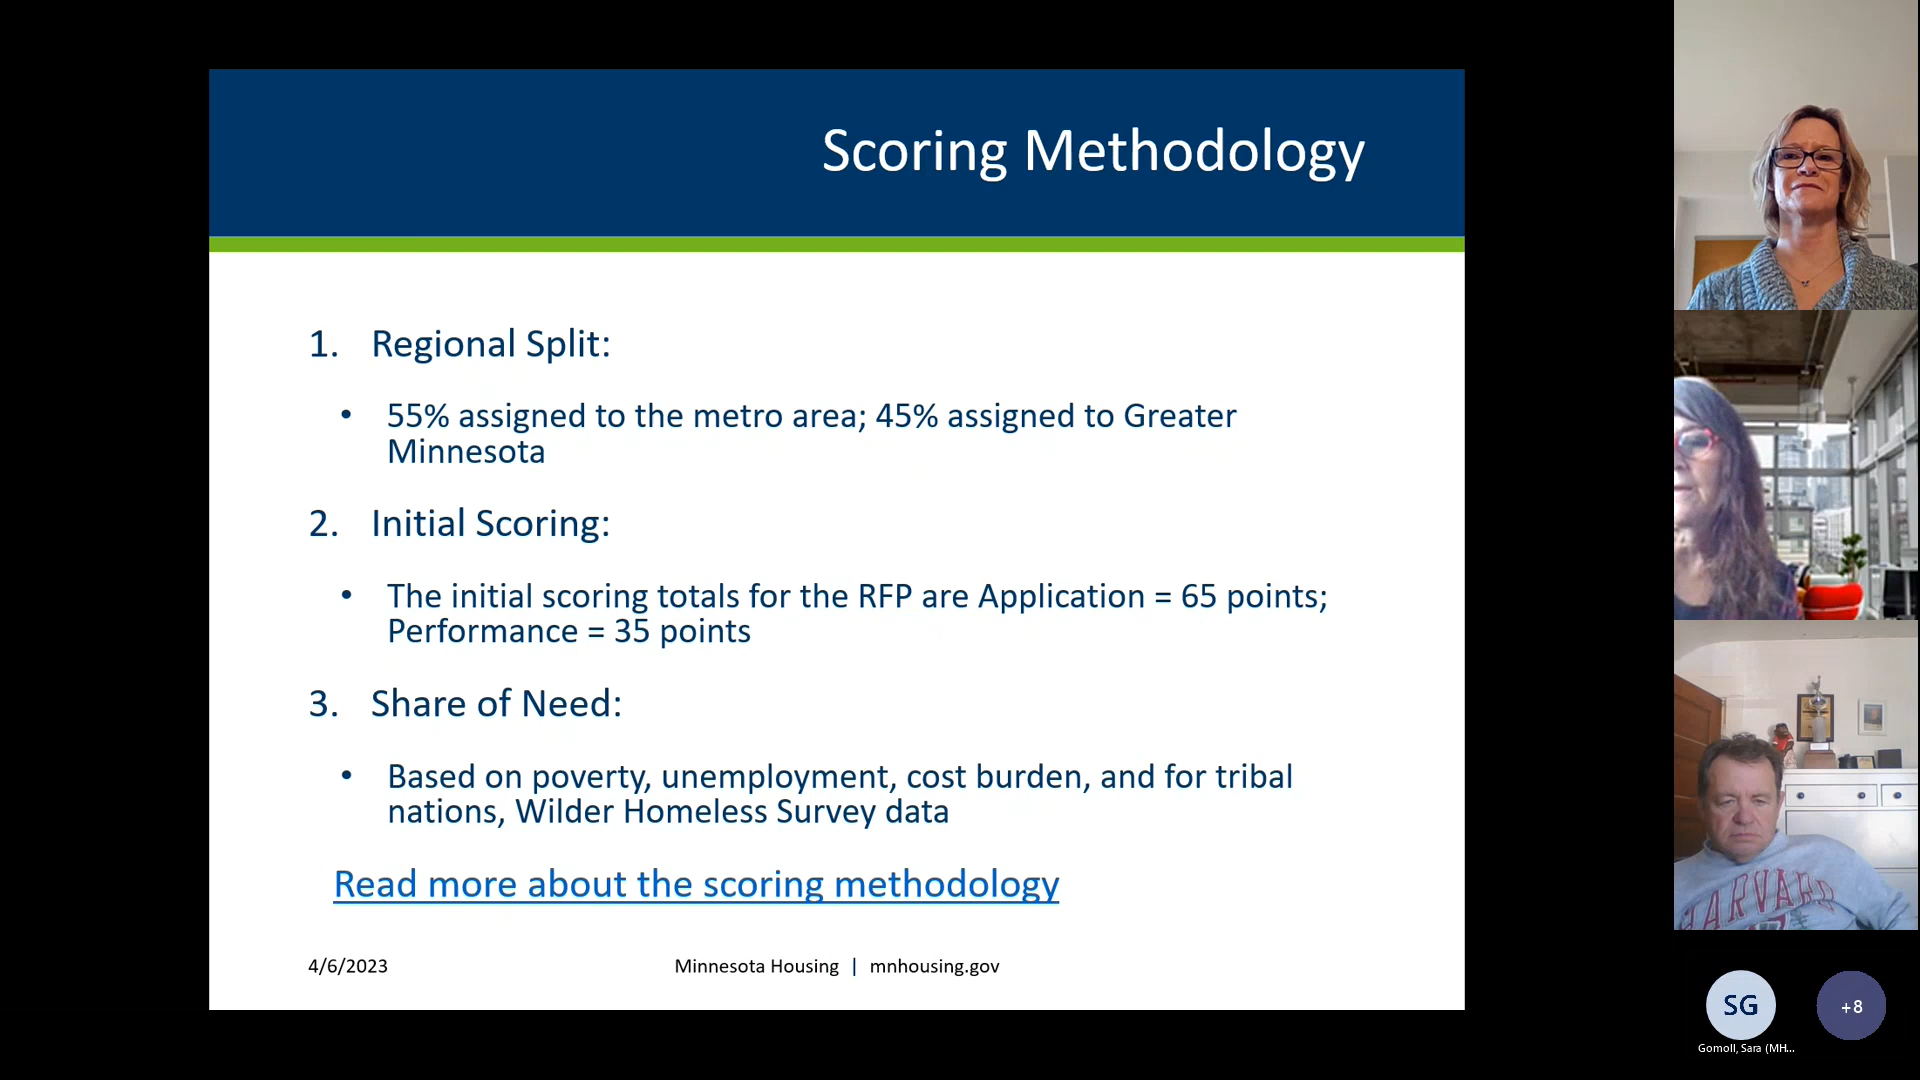 Scoring Methodology
1. Regional Split:
• 55% assigned to the metro area; 45% assigned to Greater
Minnesota
2. Initial Scoring:
• The initial scoring totals for the RFP are Application = 65 points;
Performance = 35 points
3. Share of Need:
• Based on poverty, unemployment, cost burden, and for tribal
nations, Wilder Homeless Survey data
Read more about the scoring methodology
4/6/2023
Minnesota Housing | mnhousing.gov
HARVARD
SG
+8
Gomoll, Sara (MH...